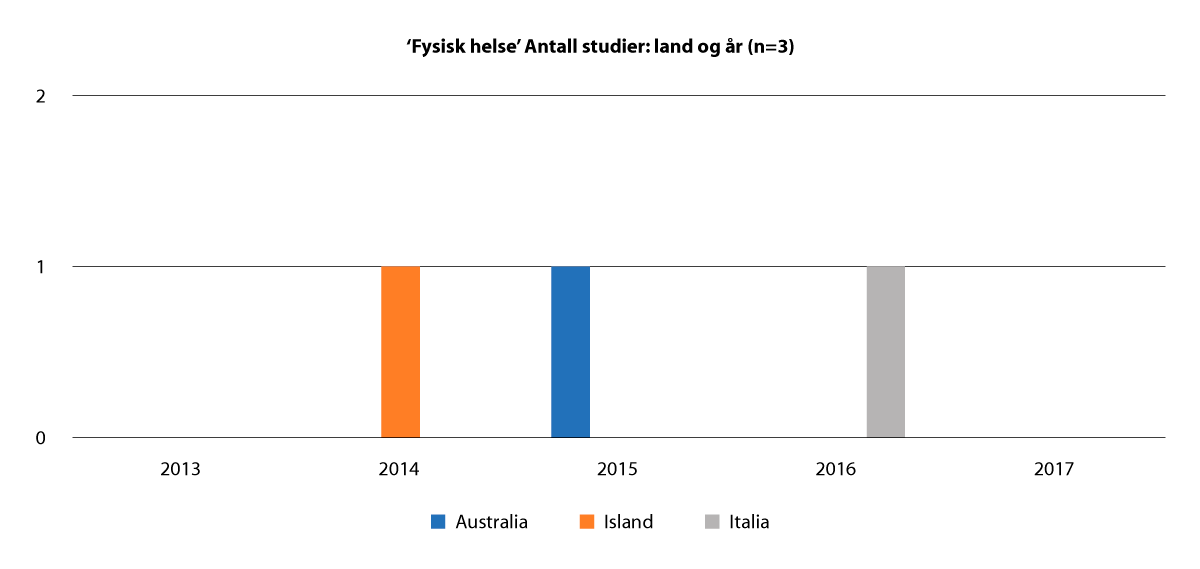 ‘Fysisk helse’ Antall studier: land og år (n=3)
2
1
0
2013 2014 2015 2016 2017
Australia Island Italia